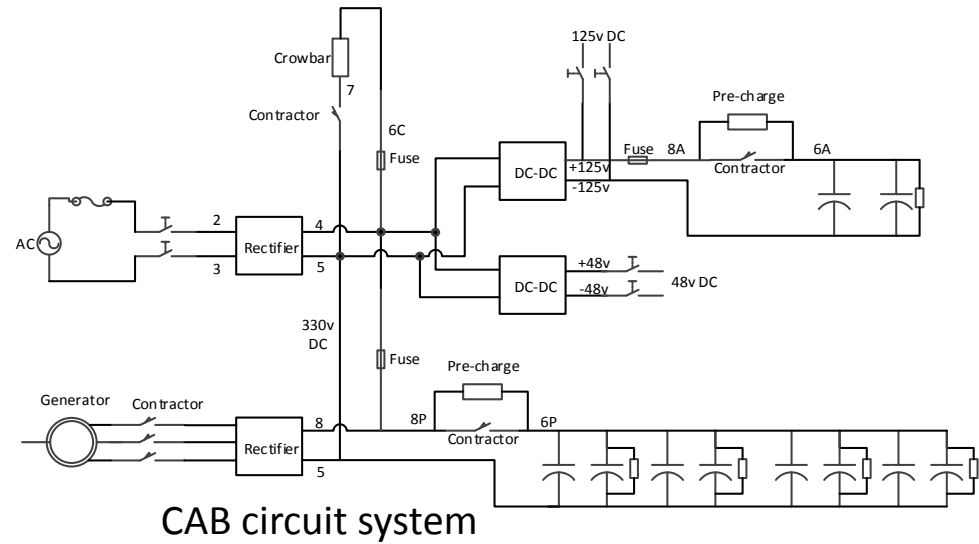 125v DC
Crowbar
Pre-charge
7
Contractor
6C
Fuse
Fuse
8A
6A
Contractor
DC-DC
+125v
-125v
2
4
AC
Rectifier
3
5
+48v
DC-DC
48v DC
-48v
330v
DC
Fuse
Pre-charge
Generator
Contractor
8
8P
6P
Contractor
Rectifier
5
CAB circuit system